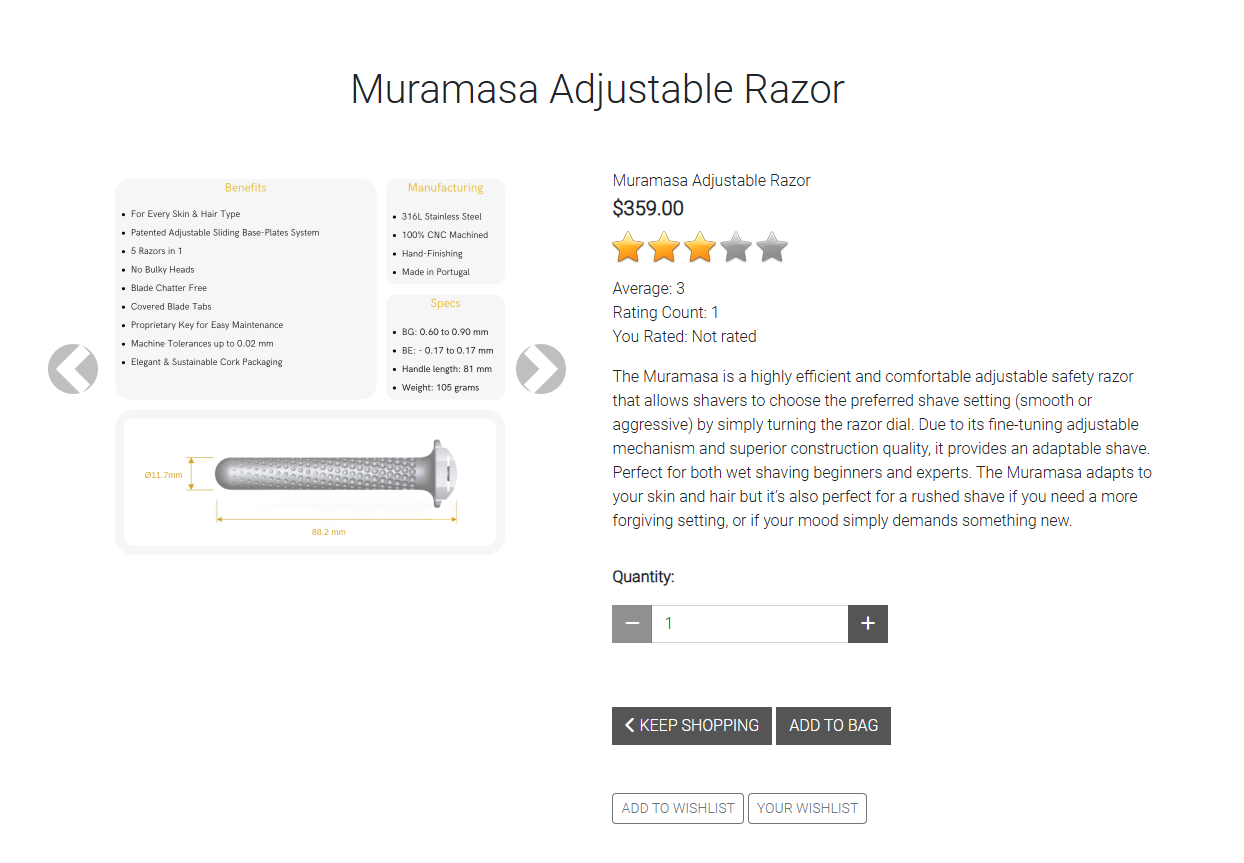 Muramasa Adjustable Razor
Benefits
For Every Skin & Hair Type
Patented Adjustable Sliding Base-Plates System
5 Razors in 1
No Bulky Heads
Blade Chatter Free
Covered Blade Tabs
Proprietary Key for Easy Maintenance
Machine Tolerances up to 0.02 mm
Elegant & Sustainable Cork Packaging
Manufacturing
316L Stainless Steel
100% CNC Machined
Hand-Finishing
Made in Portugal
Specs
BG: 0.60 to 0.90 mm
BE: - 0.17 to 0.17 mm
Handle length: 81 mm
Weight: 105 grams
Ø11.7mm
88.2 mm
Muramasa Adjustable Razor
$359.00
Average: 3
Rating Count: 1
You Rated: Not rated
The Muramasa is a highly efficient and comfortable adjustable safety razor
that allows shavers to choose the preferred shave setting (smooth or
aggressive) by simply turning the razor dial. Due to its fine-tuning adjustable
mechanism and superior construction quality, it provides an adaptable shave.
Perfect for both wet shaving beginners and experts. The Muramasa adapts to
your skin and hair but it’s also perfect for a rushed shave if you need a more
forgiving setting, or if your mood simply demands something new.
Quantity:
1
KEEP SHOPPING
ADD TO BAG
ADD TO WISHLIST
YOUR WISHLIST